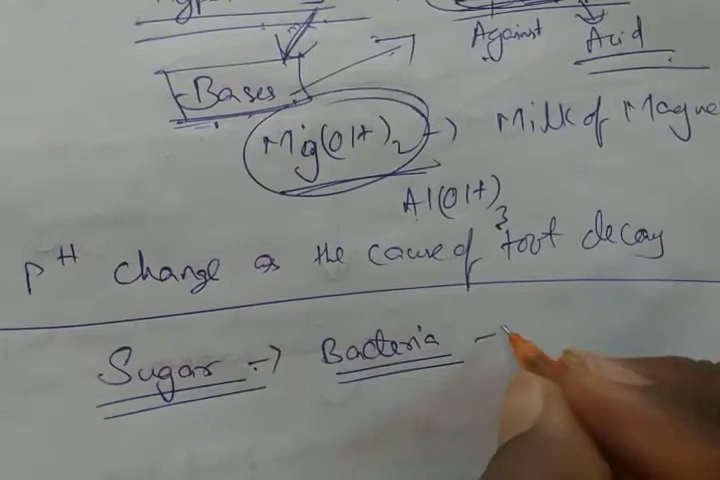 Against Acid
Bases
Mg(OH)2 -> Milk of Magne
Al(OH)3
pH change as the cause of toot decay
Sugar -> Bacteria -